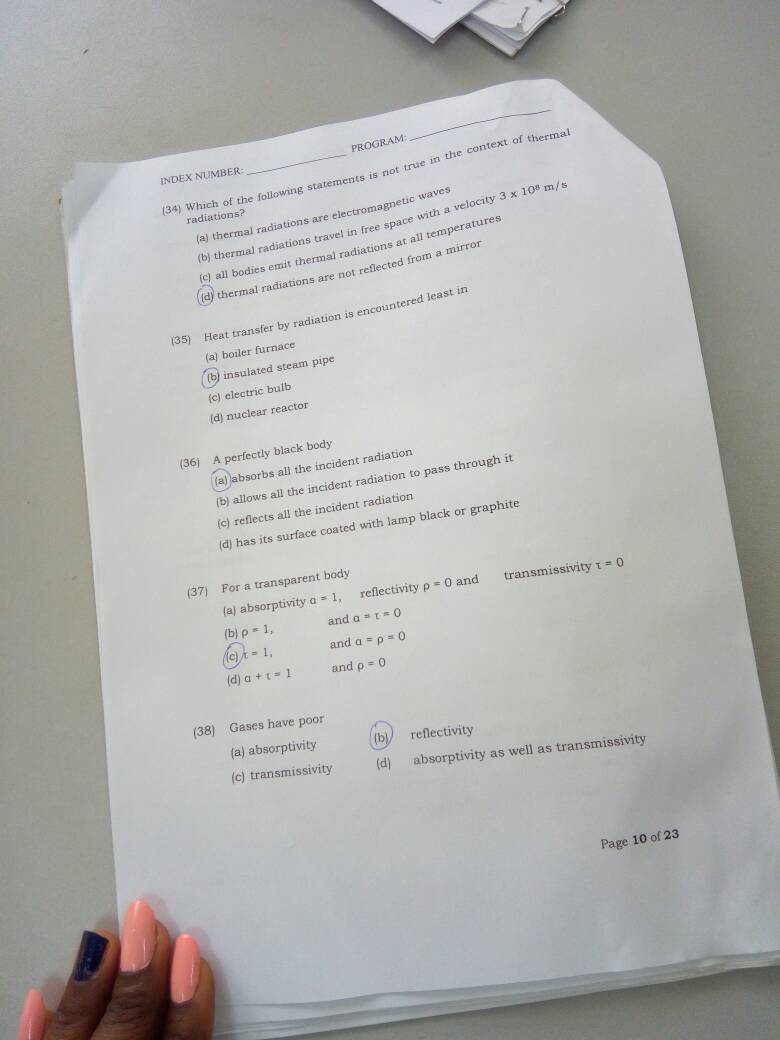 INDEX NUMBER: ____________ PROGRAM: ____________
(34) Which of the following statements is not true in the context of thermal
radiations?
(a) thermal radiations are electromagnetic waves
(b) thermal radiations travel in free space with a velocity 3 x 10⁸ m/s
(c) all bodies emit thermal radiations at all temperatures
(d) thermal radiations are not reflected from a mirror
(35) Heat transfer by radiation is encountered least in
(a) boiler furnace
(b) insulated steam pipe
(c) electric bulb
(d) nuclear reactor
(36) A perfectly black body
(a) absorbs all the incident radiation
(b) allows all the incident radiation to pass through it
(c) reflects all the incident radiation
(d) has its surface coated with lamp black or graphite
(37) For a transparent body
(a) absorptivity α = 1, reflectivity ρ = 0 and transmissivity τ = 0
(b) ρ = 1, and α = τ = 0
(c) τ = 1, and α = ρ = 0
(d) α + τ = 1 and ρ = 0
(38) Gases have poor
(a) absorptivity (b) reflectivity
(c) transmissivity (d) absorptivity as well as transmissivity
Page 10 of 23